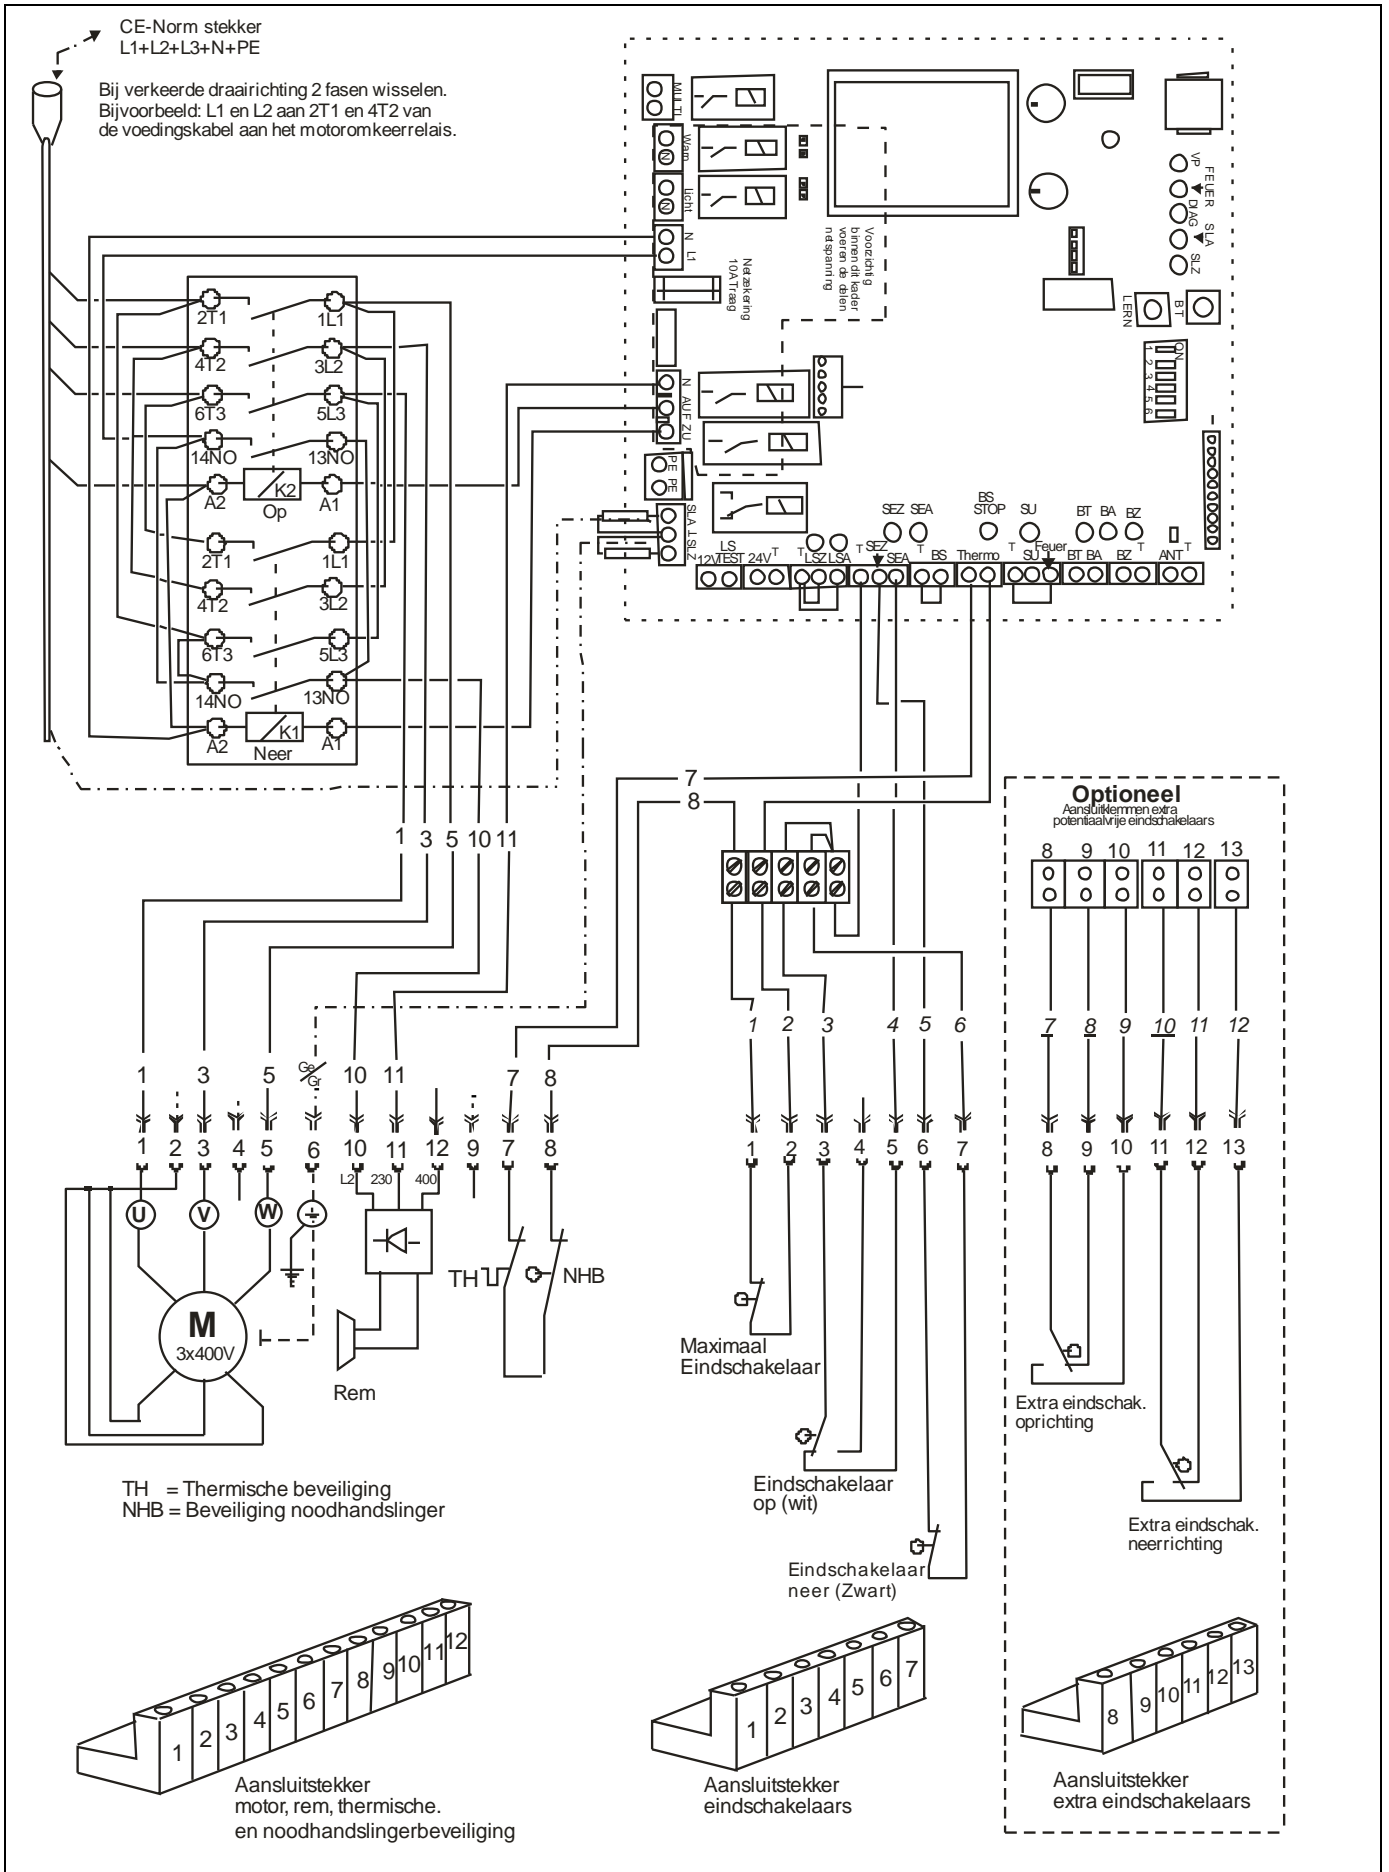 CE-Norm stekker
L1+L2+L3+N+PE
Bij verkeerde draairichting 2 fasen wisselen.
Bijvoorbeeld: L1 en L2 aan 2T1 en 4T2 van
de voedingskabel aan het motoromkeerrelais.
MULTI
Warn
N
Licht
N
N
L1
Netzekering
10A Traag
Voorzichtig
binnen dit kader
voeren de delen
netspanning
VP
FEUER
DIAG
SLA
SLZ
LERN
BT
ON
1 2 3 4 5 6
N
AUF ZU
PE
PE
SLA ⊥ SLZ
2T1 1L1
4T2 3L2
6T3 5L3
14NO 13NO
A2 K2 A1
Op
2T1 1L1
4T2 3L2
6T3 5L3
14NO 13NO
A2 K1 A1
Neer
SEZ SEA
BS
STOP
SU
BT BA BZ
LS
12V TEST 24V T
T LSZ LSA
T SEZ SEA
BS
Thermo
T SU Feuer
BT BA
BZ T
ANT T
7
8
1 3 5 10 11
Optioneel
Aansluitklemmen extra
potentiaalvrije eindschakelaars
8 9 10 11 12 13
1 2 3 4 5 6
7 8 9 10 11 12
1 3 5 Ge/Gr 10 11 7 8
1 2 3 4 5 6 10 11 12 9 7 8
1 2 3 4 5 6 7
8 9 10 11 12 13
L2 230 400
U V W
M
3x400V
Rem
TH
NHB
Maximaal
Eindschakelaar
Eindschakelaar
op (wit)
Eindschakelaar
neer (Zwart)
Extra eindschak.
oprichting
Extra eindschak.
neerrichting
TH = Thermische beveiliging
NHB = Beveiliging noodhandslinger
1 2 3 4 5 6 7 8 9 10 11 12
Aansluitstekker
motor, rem, thermische.
en noodhandslingerbeveiliging
1 2 3 4 5 6 7
Aansluitstekker
eindschakelaars
8 9 10 11 12 13
Aansluitstekker
extra eindschakelaars